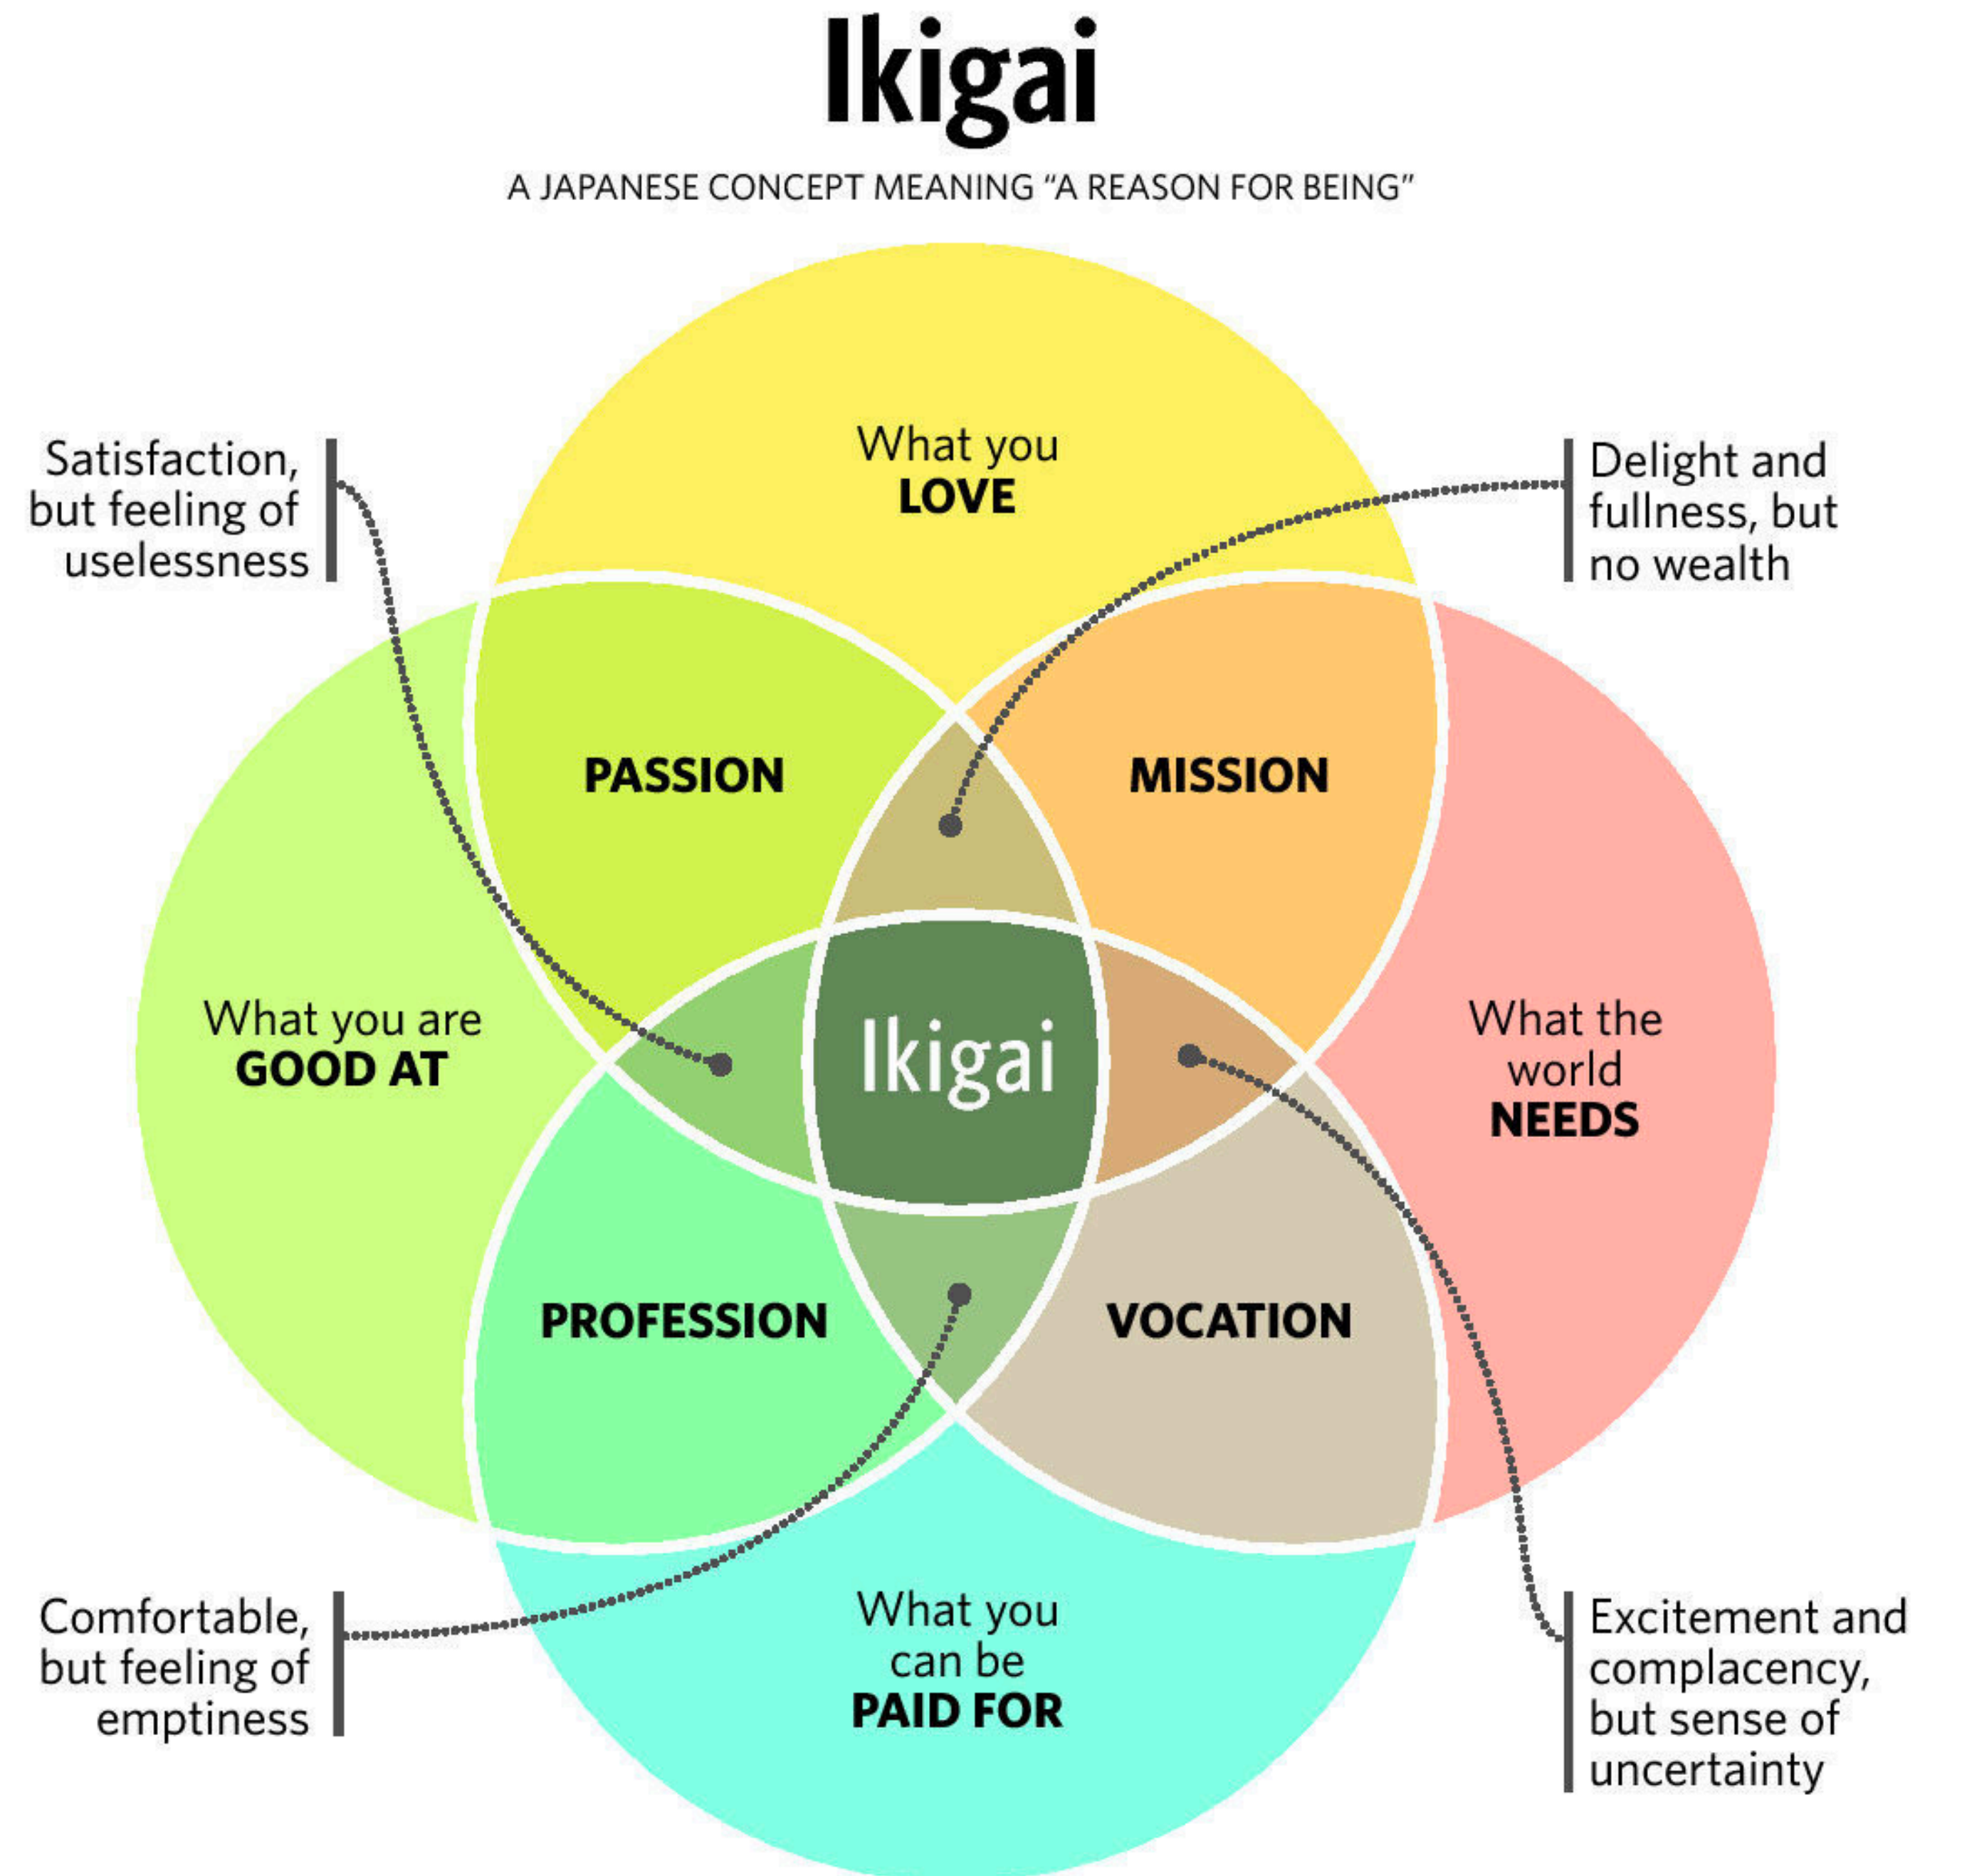 Ikigai
A JAPANESE CONCEPT MEANING “A REASON FOR BEING”
What you
LOVE
Satisfaction,
but feeling of
uselessness
Delight and
fullness, but
no wealth
PASSION
MISSION
What you are
GOOD AT
Ikigai
What the
world
NEEDS
PROFESSION
VOCATION
What you
can be
PAID FOR
Comfortable,
but feeling of
emptiness
Excitement and
complacency,
but sense of
uncertainty